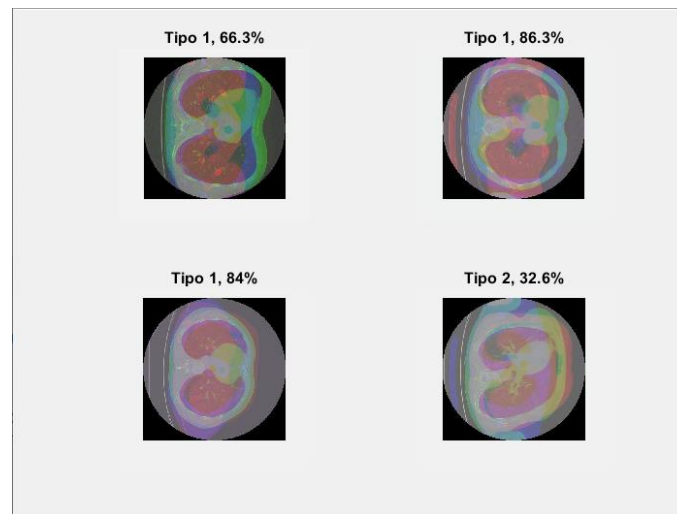 Tipo 1, 66.3%
Tipo 1, 86.3%
Tipo 1, 84%
Tipo 2, 32.6%